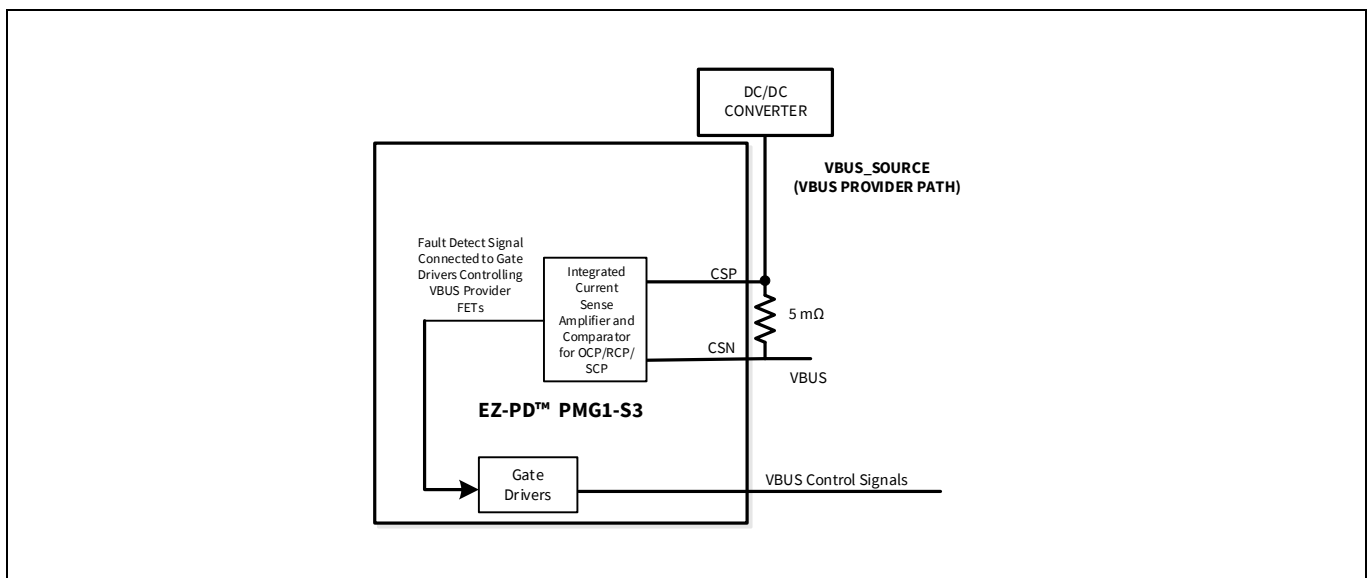 DC/DC
CONVERTER
VBUS_SOURCE
(VBUS PROVIDER PATH)
Fault Detect Signal
Connected to Gate
Drivers Controlling
VBUS Provider
FETs
Integrated
Current
Sense
Amplifier and
Comparator
for OCP/RCP/
SCP
CSP
5 mΩ
CSN
VBUS
EZ-PD™ PMG1-S3
Gate
Drivers
VBUS Control Signals